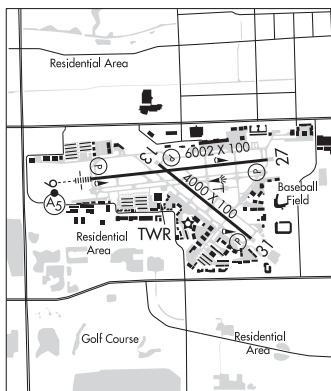 Residential Area
6002 X 100
13
P
P
27
9
4000 X 100
A5
P
Baseball
Field
Residential
Area
TWR
P
31
Golf Course
Residential
Area